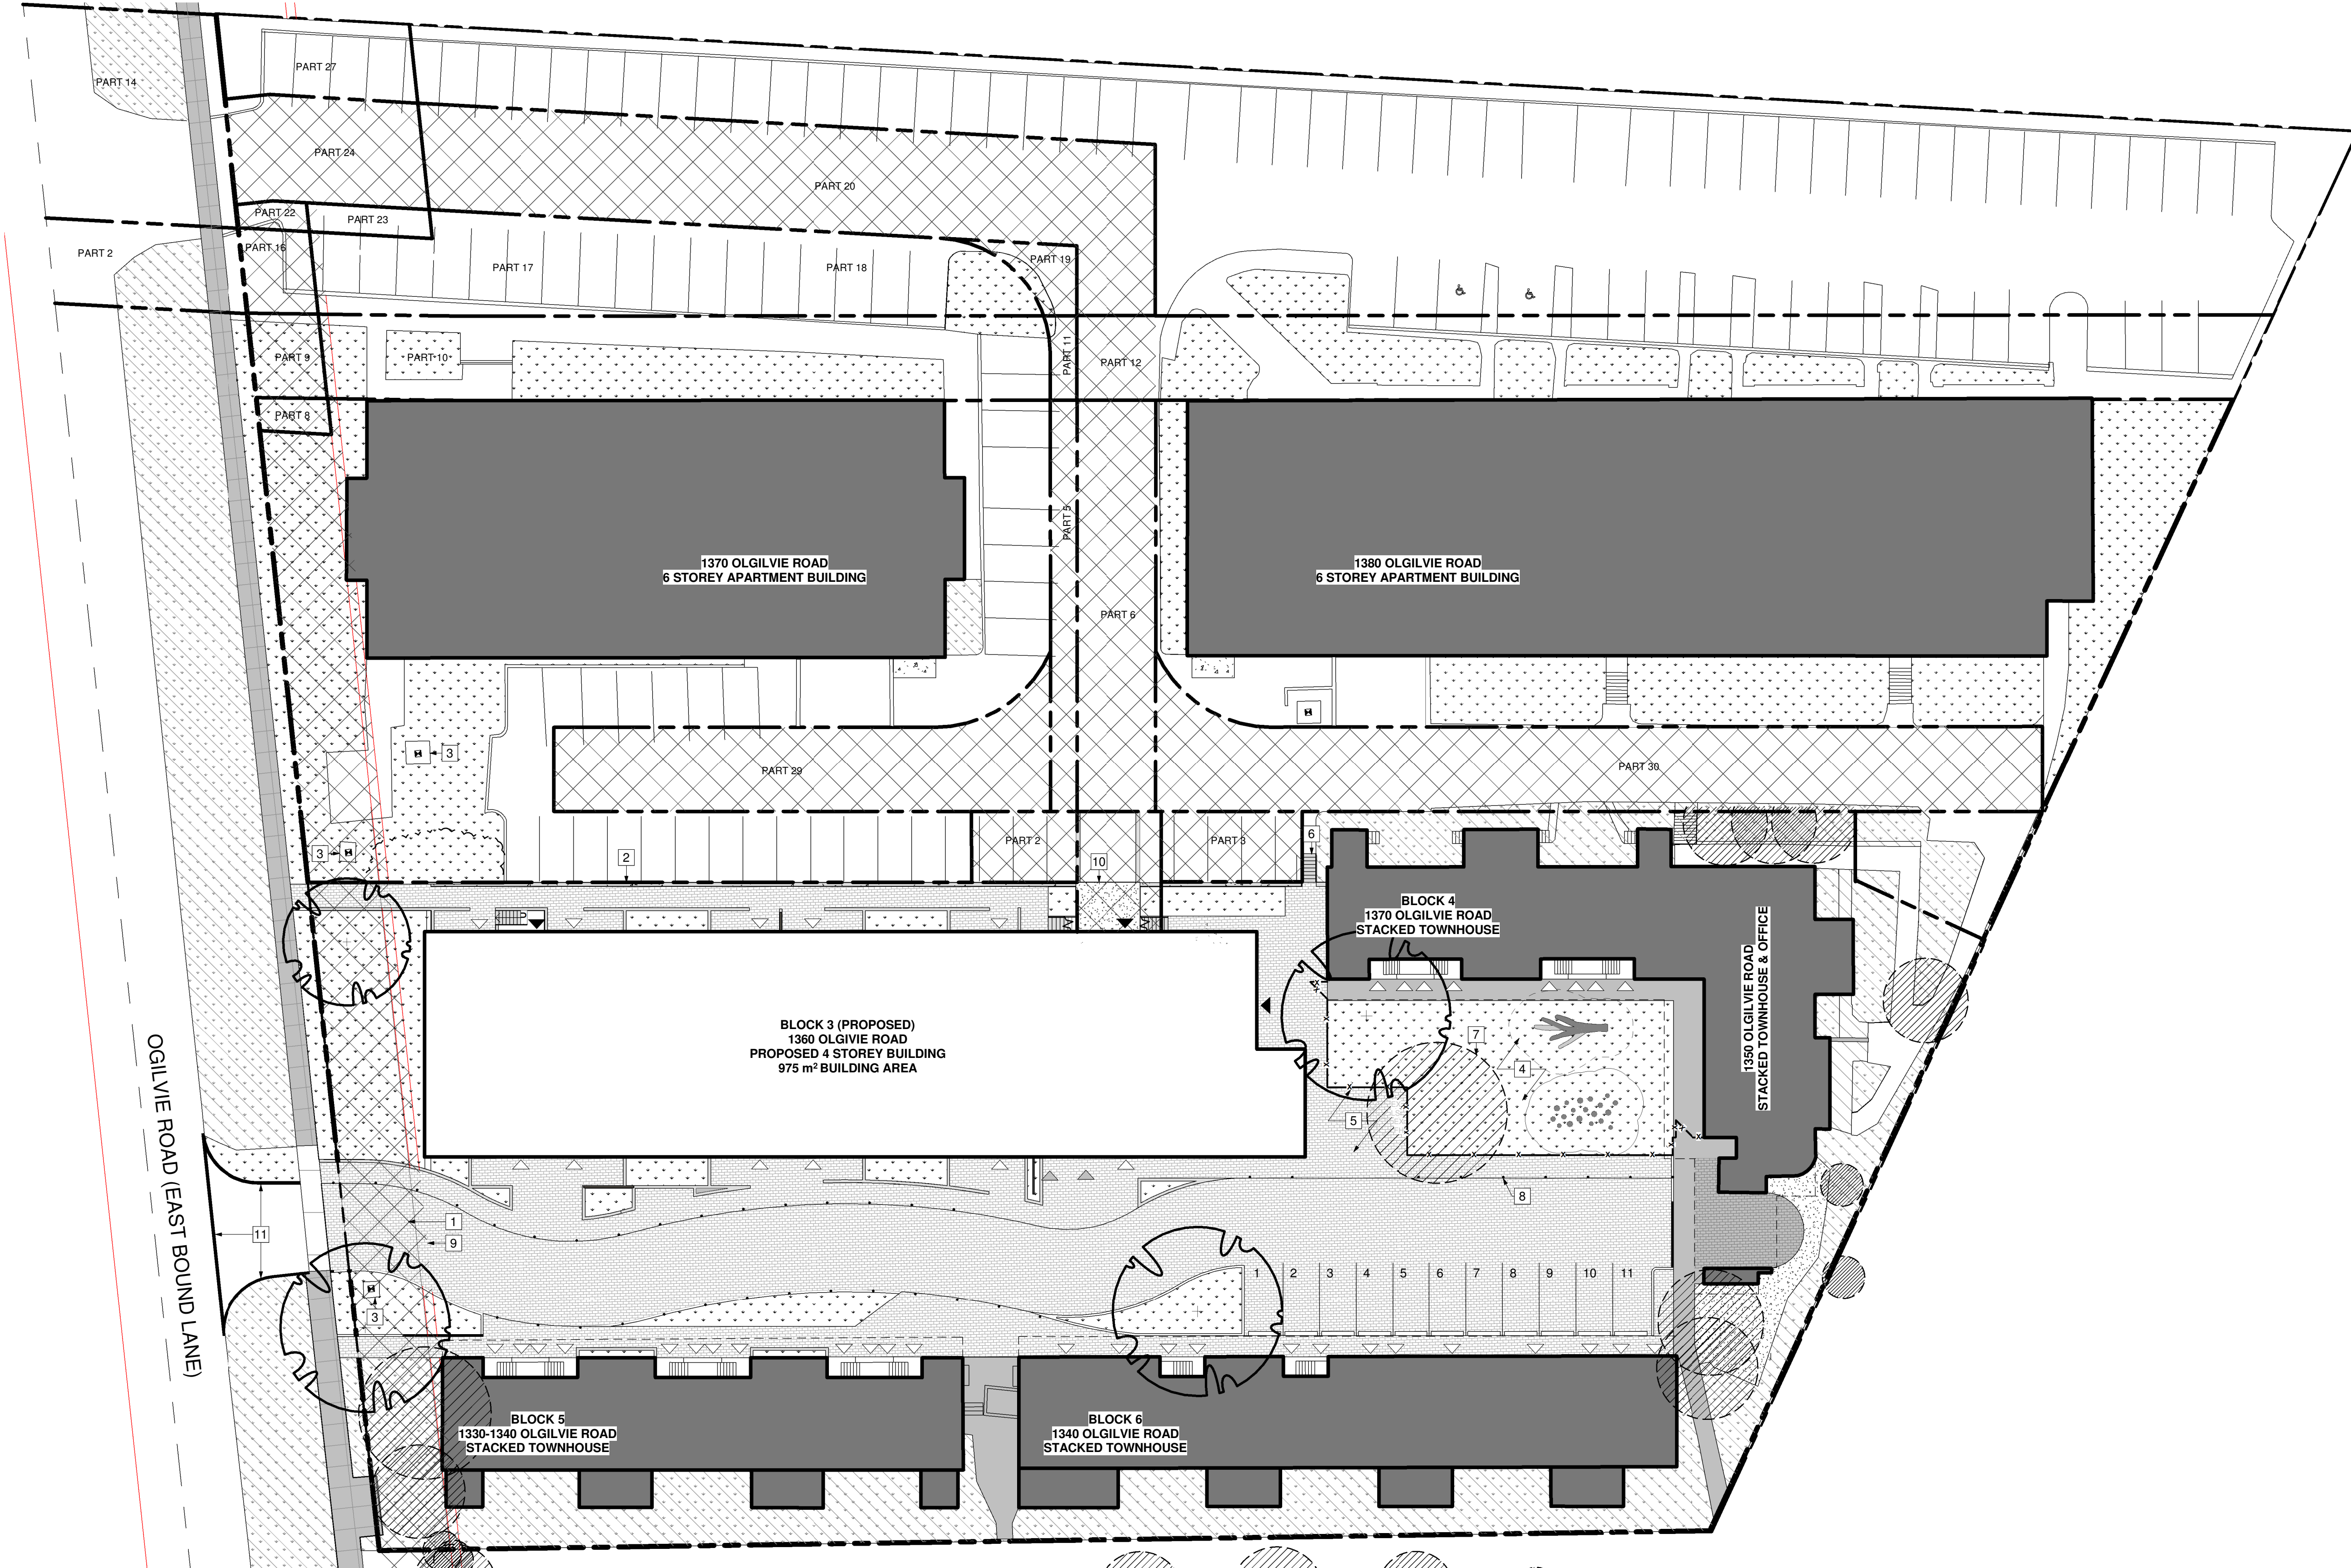 PART 27
PART 14
PART 24
PART 20
PART 22
PART 23
PART 16
PART 2
PART 17
PART 18
PART 19
PART 9
PART 10
PART 11
PART 12
PART 8
PART 5
1370 OLGILVIE ROAD
6 STOREY APARTMENT BUILDING
1380 OLGILVIE ROAD
6 STOREY APARTMENT BUILDING
PART 6
3
PART 29
PART 30
3
2
PART 2
10
PART 3
6
BLOCK 4
1370 OLGILVIE ROAD
STACKED TOWNHOUSE
1350 OLGILVIE ROAD
STACKED TOWNHOUSE & OFFICE
BLOCK 3 (PROPOSED)
1360 OLGIVIE ROAD
PROPOSED 4 STOREY BUILDING
975 m² BUILDING AREA
7
4
5
OGILVIE ROAD (EAST BOUND LANE)
8
1
11
9
3
1 2 3 4 5 6 7 8 9 10 11
BLOCK 5
1330-1340 OLGILVIE ROAD
STACKED TOWNHOUSE
BLOCK 6
1340 OLGILVIE ROAD
STACKED TOWNHOUSE